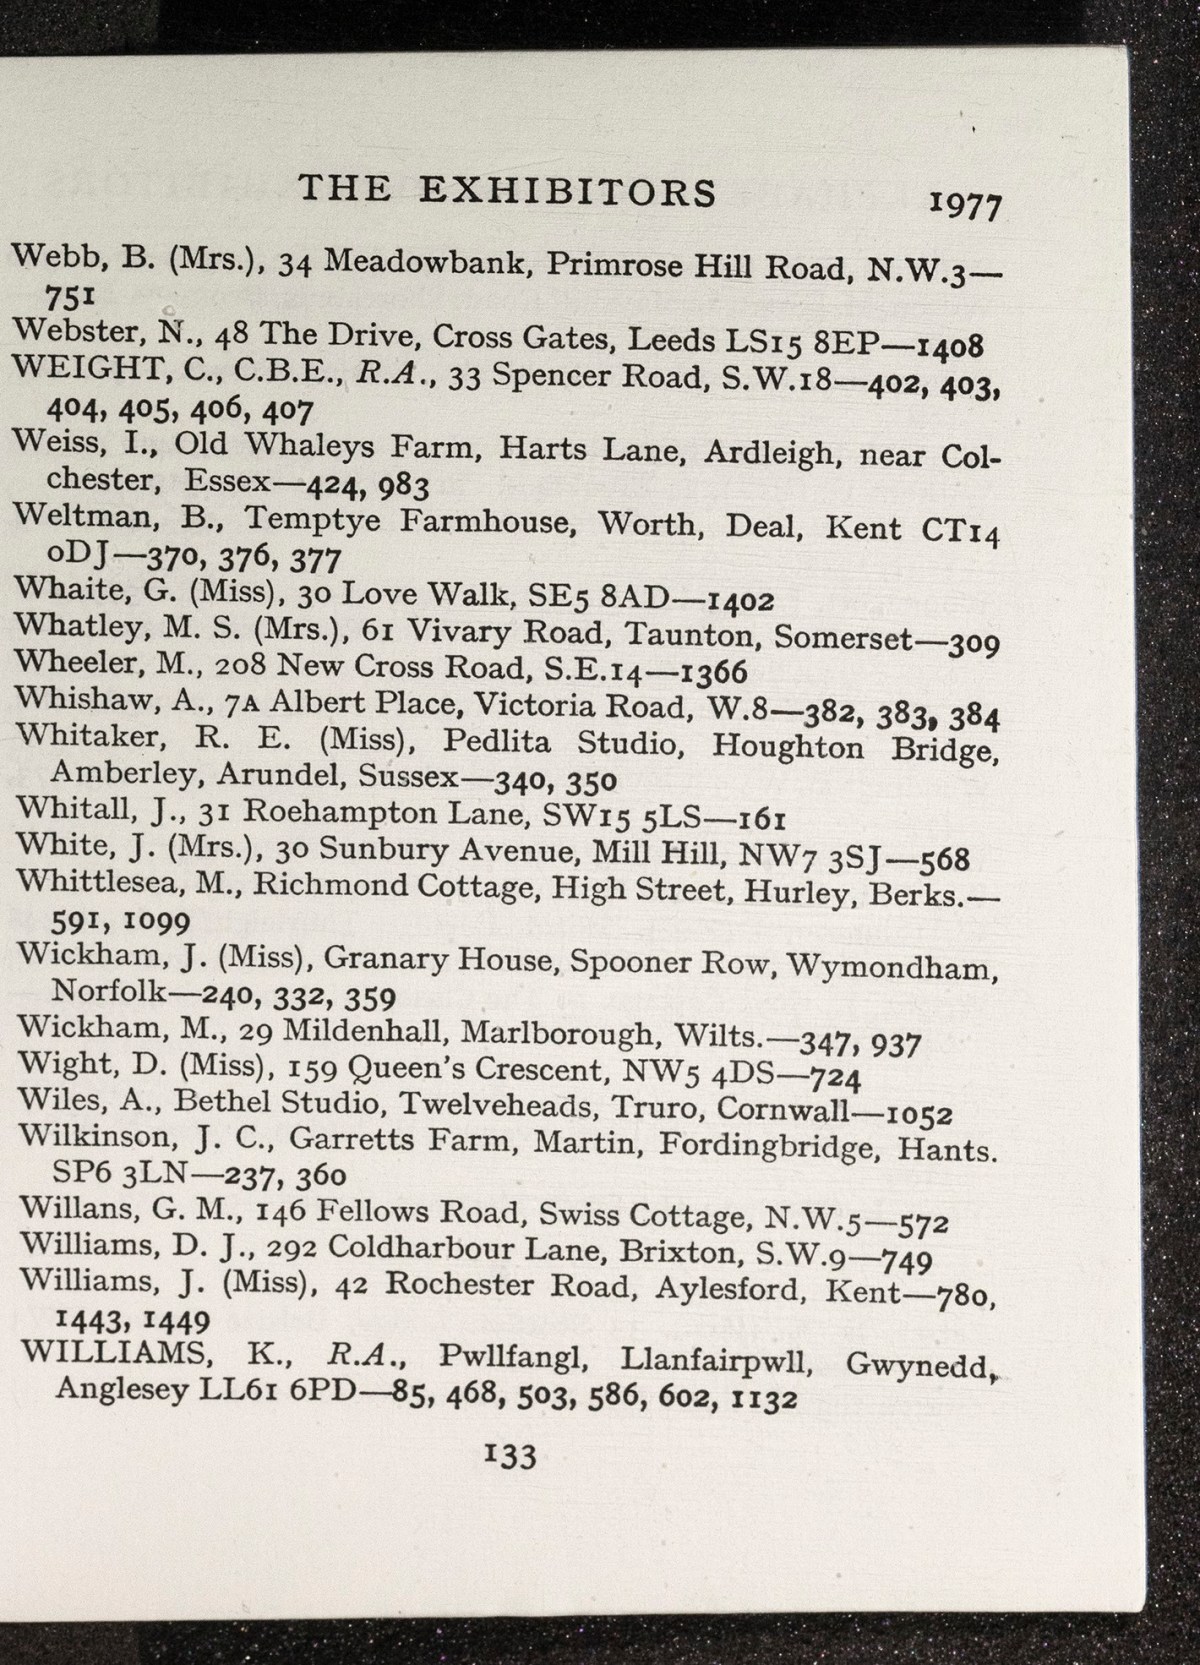 THE EXHIBITORS 1977
Webb, B. (Mrs.), 34 Meadowbank, Primrose Hill Road, N.W.3—
751
Webster, N., 48 The Drive, Cross Gates, Leeds LS15 8EP—1408
WEIGHT, C., C.B.E., R.A., 33 Spencer Road, S.W.18—402, 403,
404, 405, 406, 407
Weiss, I., Old Whaleys Farm, Harts Lane, Ardleigh, near Col-
chester, Essex—424, 983
Weltman, B., Temptye Farmhouse, Worth, Deal, Kent CT14
0DJ—370, 376, 377
Whaite, G. (Miss), 30 Love Walk, SE5 8AD—1402
Whatley, M. S. (Mrs.), 61 Vivary Road, Taunton, Somerset—309
Wheeler, M., 208 New Cross Road, S.E.14—1366
Whishaw, A., 7A Albert Place, Victoria Road, W.8—382, 383, 384
Whitaker, R. E. (Miss), Pedlita Studio, Houghton Bridge,
Amberley, Arundel, Sussex—340, 350
Whitall, J., 31 Roehampton Lane, SW15 5LS—161
White, J. (Mrs.), 30 Sunbury Avenue, Mill Hill, NW7 3SJ—568
Whittlesea, M., Richmond Cottage, High Street, Hurley, Berks.—
591, 1099
Wickham, J. (Miss), Granary House, Spooner Row, Wymondham,
Norfolk—240, 332, 359
Wickham, M., 29 Mildenhall, Marlborough, Wilts.—347, 937
Wight, D. (Miss), 159 Queen's Crescent, NW5 4DS—724
Wiles, A., Bethel Studio, Twelveheads, Truro, Cornwall—1052
Wilkinson, J. C., Garretts Farm, Martin, Fordingbridge, Hants.
SP6 3LN—237, 360
Willans, G. M., 146 Fellows Road, Swiss Cottage, N.W.5—572
Williams, D. J., 292 Coldharbour Lane, Brixton, S.W.9—749
Williams, J. (Miss), 42 Rochester Road, Aylesford, Kent—780,
1443, 1449
WILLIAMS, K., R.A., Pwllfangl, Llanfairpwll, Gwynedd,
Anglesey LL61 6PD—85, 468, 503, 586, 602, 1132
133